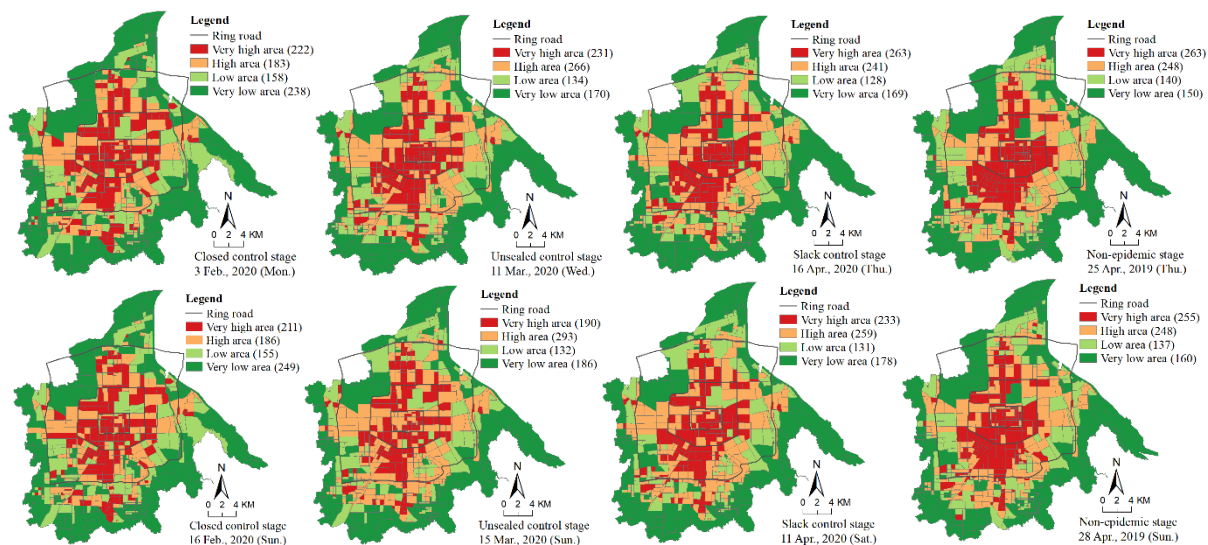 Legend
Ring road
Very high area (222)
High area (183)
Low area (158)
Very low area (238)
N
0 2 4 KM
Closed control stage
3 Feb., 2020 (Mon.)
Legend
Ring road
Very high area (231)
High area (266)
Low area (134)
Very low area (170)
N
0 2 4 KM
Unsealed control stage
11 Mar., 2020 (Wed.)
Legend
Ring road
Very high area (263)
High area (241)
Low area (128)
Very low area (169)
N
0 2 4 KM
Slack control stage
16 Apr., 2020 (Thu.)
Legend
Ring road
Very high area (263)
High area (248)
Low area (140)
Very low area (150)
N
0 2 4 KM
Non-epidemic stage
25 Apr., 2019 (Thu.)
Legend
Ring road
Very high area (211)
High area (186)
Low area (155)
Very low area (249)
N
0 2 4 KM
Closed control stage
16 Feb., 2020 (Sun.)
Legend
Ring road
Very high area (190)
High area (293)
Low area (132)
Very low area (186)
N
0 2 4 KM
Unsealed control stage
15 Mar., 2020 (Sun.)
Legend
Ring road
Very high area (233)
High area (259)
Low area (131)
Very low area (178)
N
0 2 4 KM
Slack control stage
11 Apr., 2020 (Sat.)
Legend
Ring road
Very high area (255)
High area (248)
Low area (137)
Very low area (160)
N
0 2 4 KM
Non-epidemic stage
28 Apr., 2019 (Sun.)